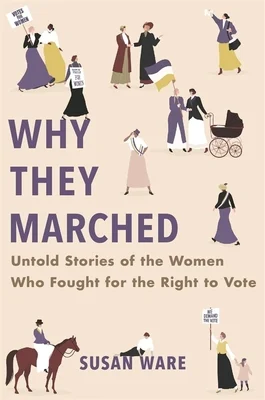 VOTES
FOR
WOMEN
VOTES
FOR
WOMEN
WHY
THEY
MARCHED
Untold Stories of the Women
Who Fought for the Right to Vote
WE
DEMAND
THE VOTE
SUSAN WARE